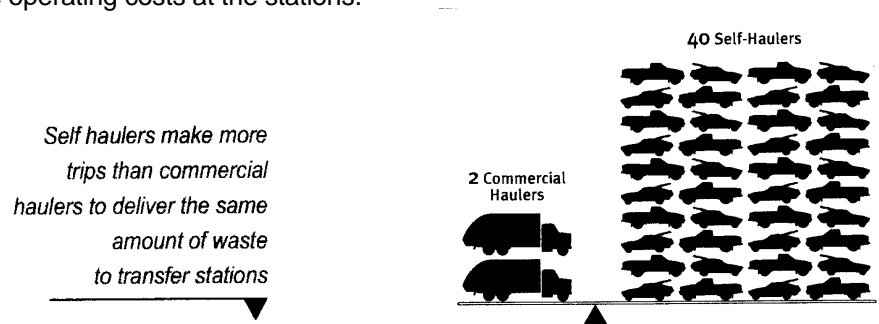 operating costs at the stations.
40 Self-Haulers
Self haulers make more
trips than commercial
haulers to deliver the same
amount of waste
to transfer stations
2 Commercial
Haulers